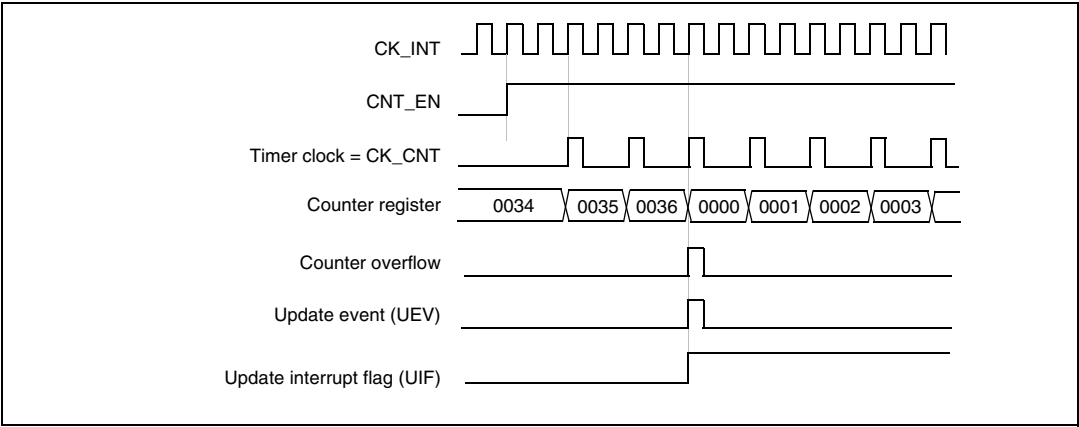 CK_INT
CNT_EN
Timer clock = CK_CNT
Counter register 0034 0035 0036 0000 0001 0002 0003
Counter overflow
Update event (UEV)
Update interrupt flag (UIF)